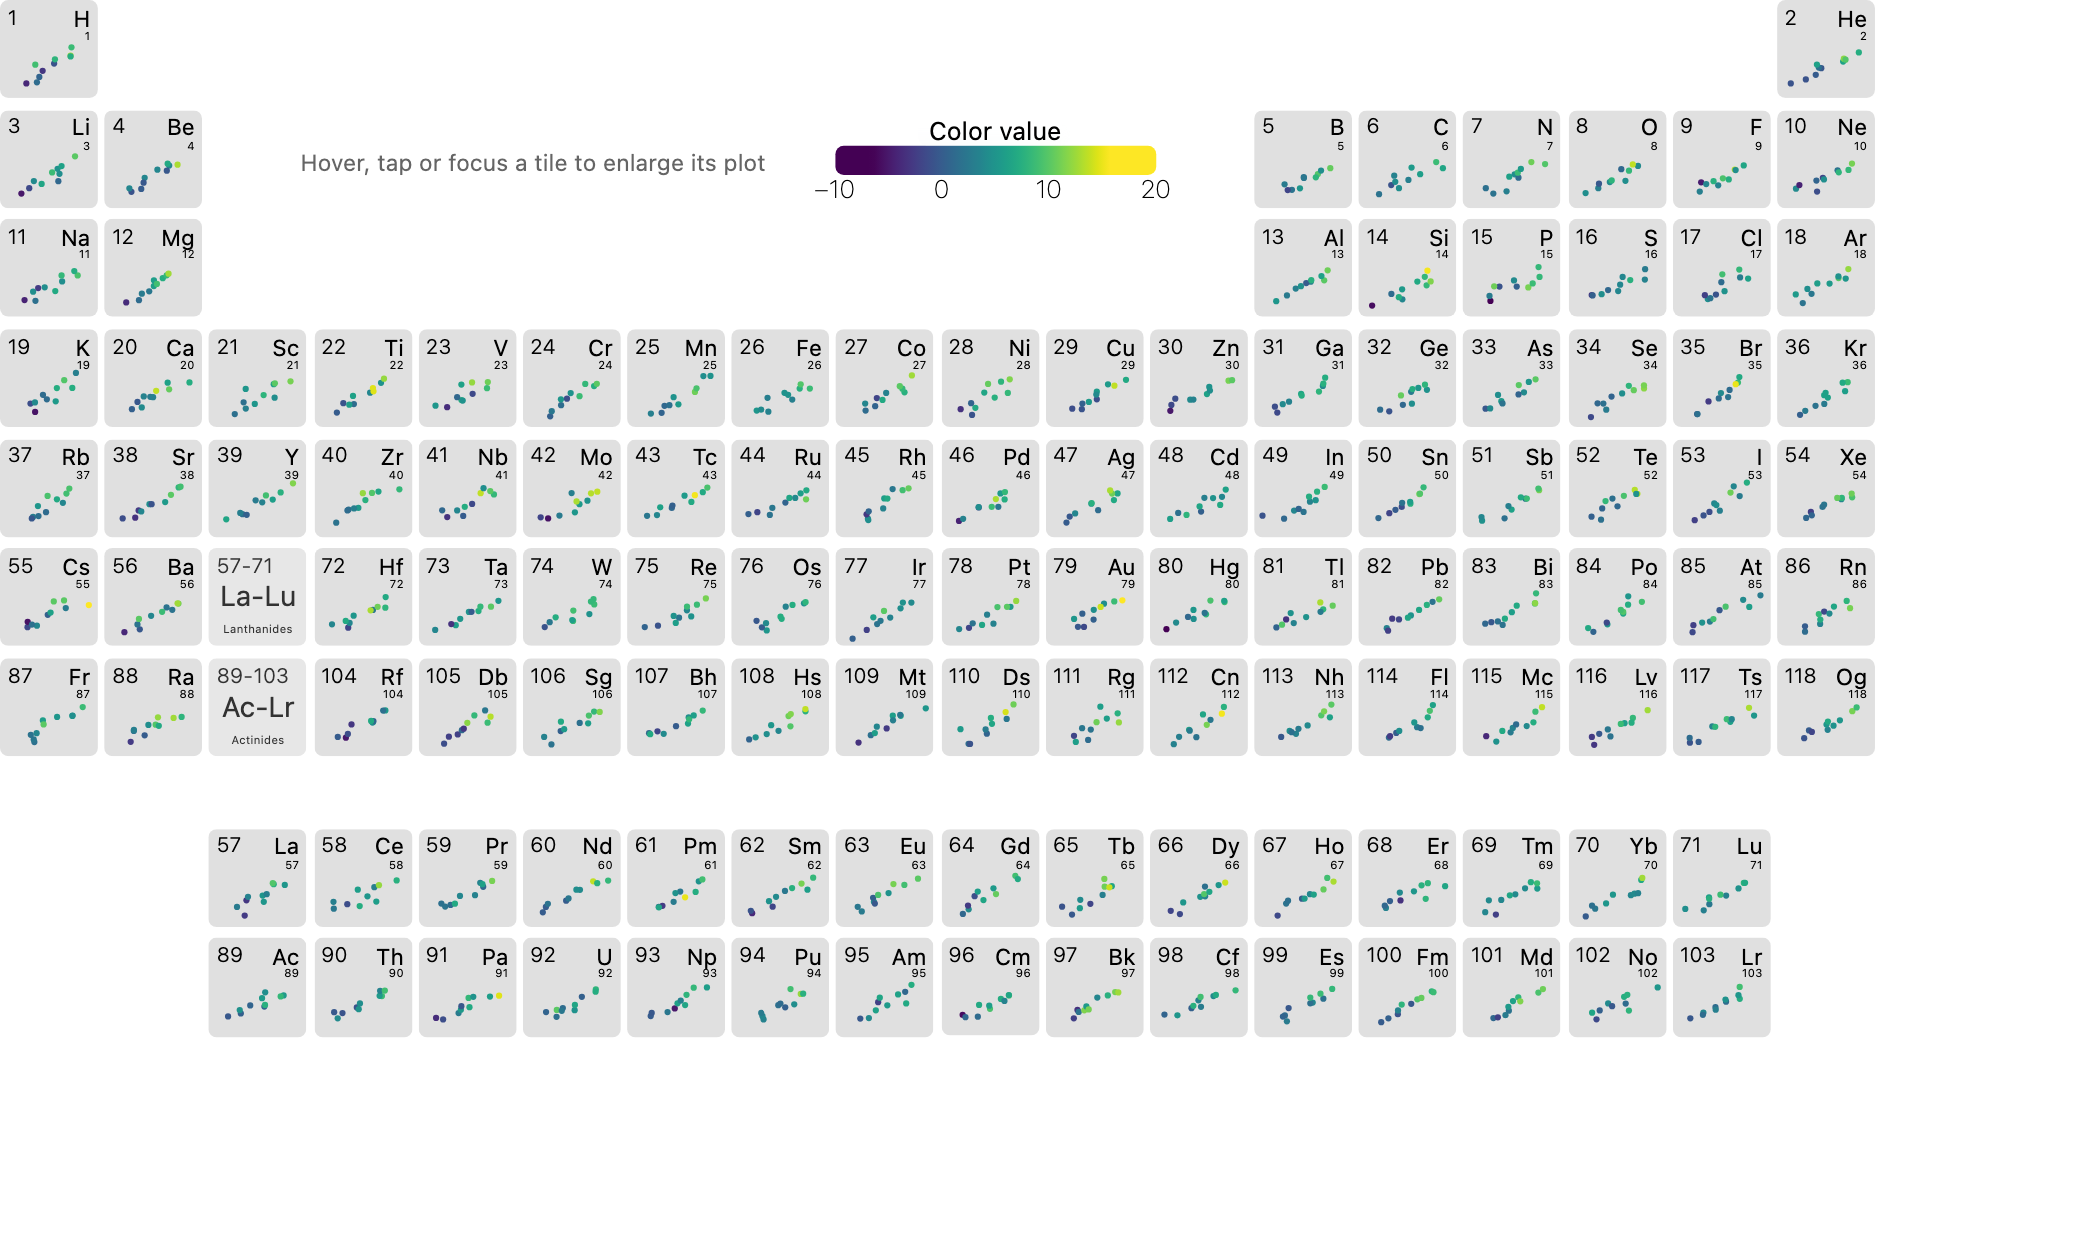 1 H
1
2 He
2
3 Li
3
4 Be
4
Hover, tap or focus a tile to enlarge its plot
Color value
−10 0 10 20
5 B
5
6 C
6
7 N
7
8 O
8
9 F
9
10 Ne
10
11 Na
11
12 Mg
12
13 Al
13
14 Si
14
15 P
15
16 S
16
17 Cl
17
18 Ar
18
19 K
19
20 Ca
20
21 Sc
21
22 Ti
22
23 V
23
24 Cr
24
25 Mn
25
26 Fe
26
27 Co
27
28 Ni
28
29 Cu
29
30 Zn
30
31 Ga
31
32 Ge
32
33 As
33
34 Se
34
35 Br
35
36 Kr
36
37 Rb
37
38 Sr
38
39 Y
39
40 Zr
40
41 Nb
41
42 Mo
42
43 Tc
43
44 Ru
44
45 Rh
45
46 Pd
46
47 Ag
47
48 Cd
48
49 In
49
50 Sn
50
51 Sb
51
52 Te
52
53 I
53
54 Xe
54
55 Cs
55
56 Ba
56
57-71
La-Lu
Lanthanides
72 Hf
72
73 Ta
73
74 W
74
75 Re
75
76 Os
76
77 Ir
77
78 Pt
78
79 Au
79
80 Hg
80
81 Tl
81
82 Pb
82
83 Bi
83
84 Po
84
85 At
85
86 Rn
86
87 Fr
87
88 Ra
88
89-103
Ac-Lr
Actinides
104 Rf
104
105 Db
105
106 Sg
106
107 Bh
107
108 Hs
108
109 Mt
109
110 Ds
110
111 Rg
111
112 Cn
112
113 Nh
113
114 Fl
114
115 Mc
115
116 Lv
116
117 Ts
117
118 Og
118
57 La
57
58 Ce
58
59 Pr
59
60 Nd
60
61 Pm
61
62 Sm
62
63 Eu
63
64 Gd
64
65 Tb
65
66 Dy
66
67 Ho
67
68 Er
68
69 Tm
69
70 Yb
70
71 Lu
71
89 Ac
89
90 Th
90
91 Pa
91
92 U
92
93 Np
93
94 Pu
94
95 Am
95
96 Cm
96
97 Bk
97
98 Cf
98
99 Es
99
100 Fm
100
101 Md
101
102 No
102
103 Lr
103